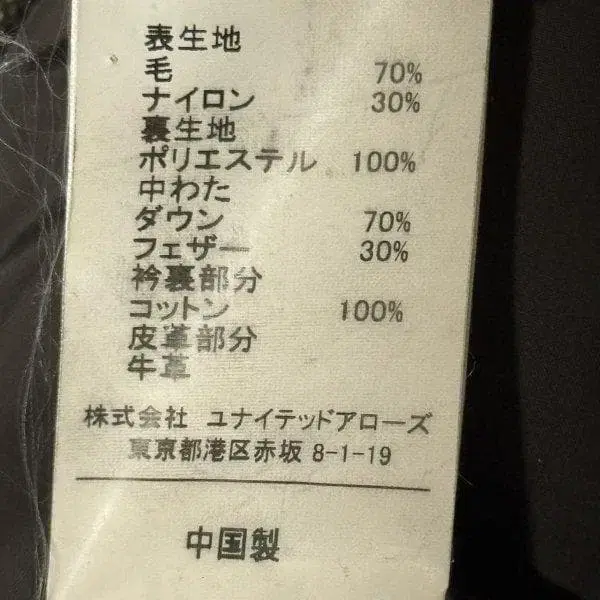 表生地
毛 70%
ナイロン 30%
裏生地
ポリエステル 100%
中わた
ダウン 70%
フェザー 30%
衿裏部分
コットン 100%
皮革部分
牛革
株式会社 ユナイテッドアローズ
東京都港区赤坂 8-1-19
中国製